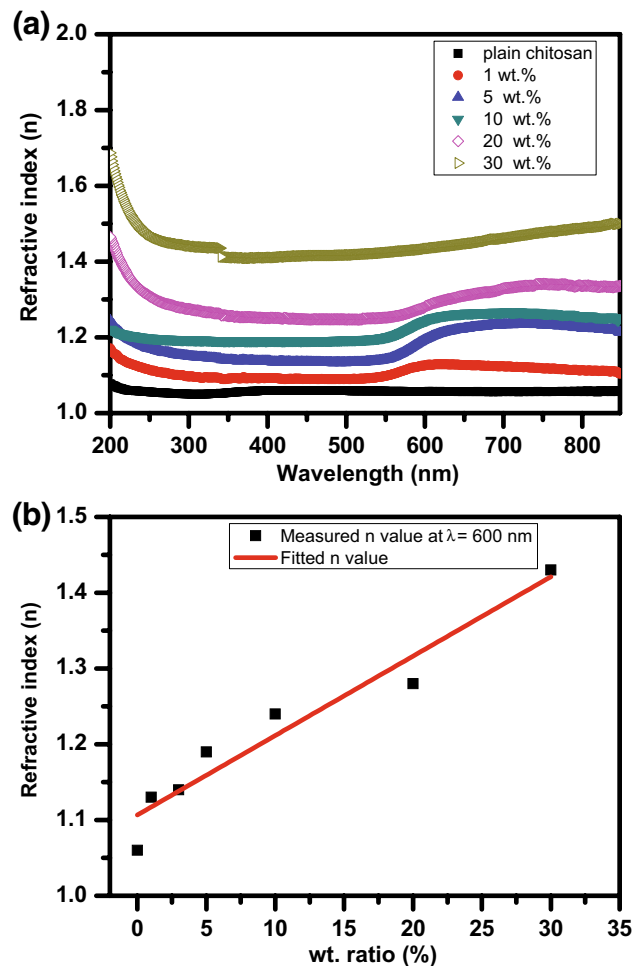 (a)
2.0
1.8
1.6
1.4
1.2
1.0
Refractive index (n)
plain chitosan
1 wt.%
5 wt.%
10 wt.%
20 wt.%
30 wt.%
200 300 400 500 600 700 800
Wavelength (nm)
(b)
1.5
1.4
1.3
1.2
1.1
1.0
Refractive index (n)
Measured n value at λ= 600 nm
Fitted n value
0 5 10 15 20 25 30 35
wt. ratio (%)